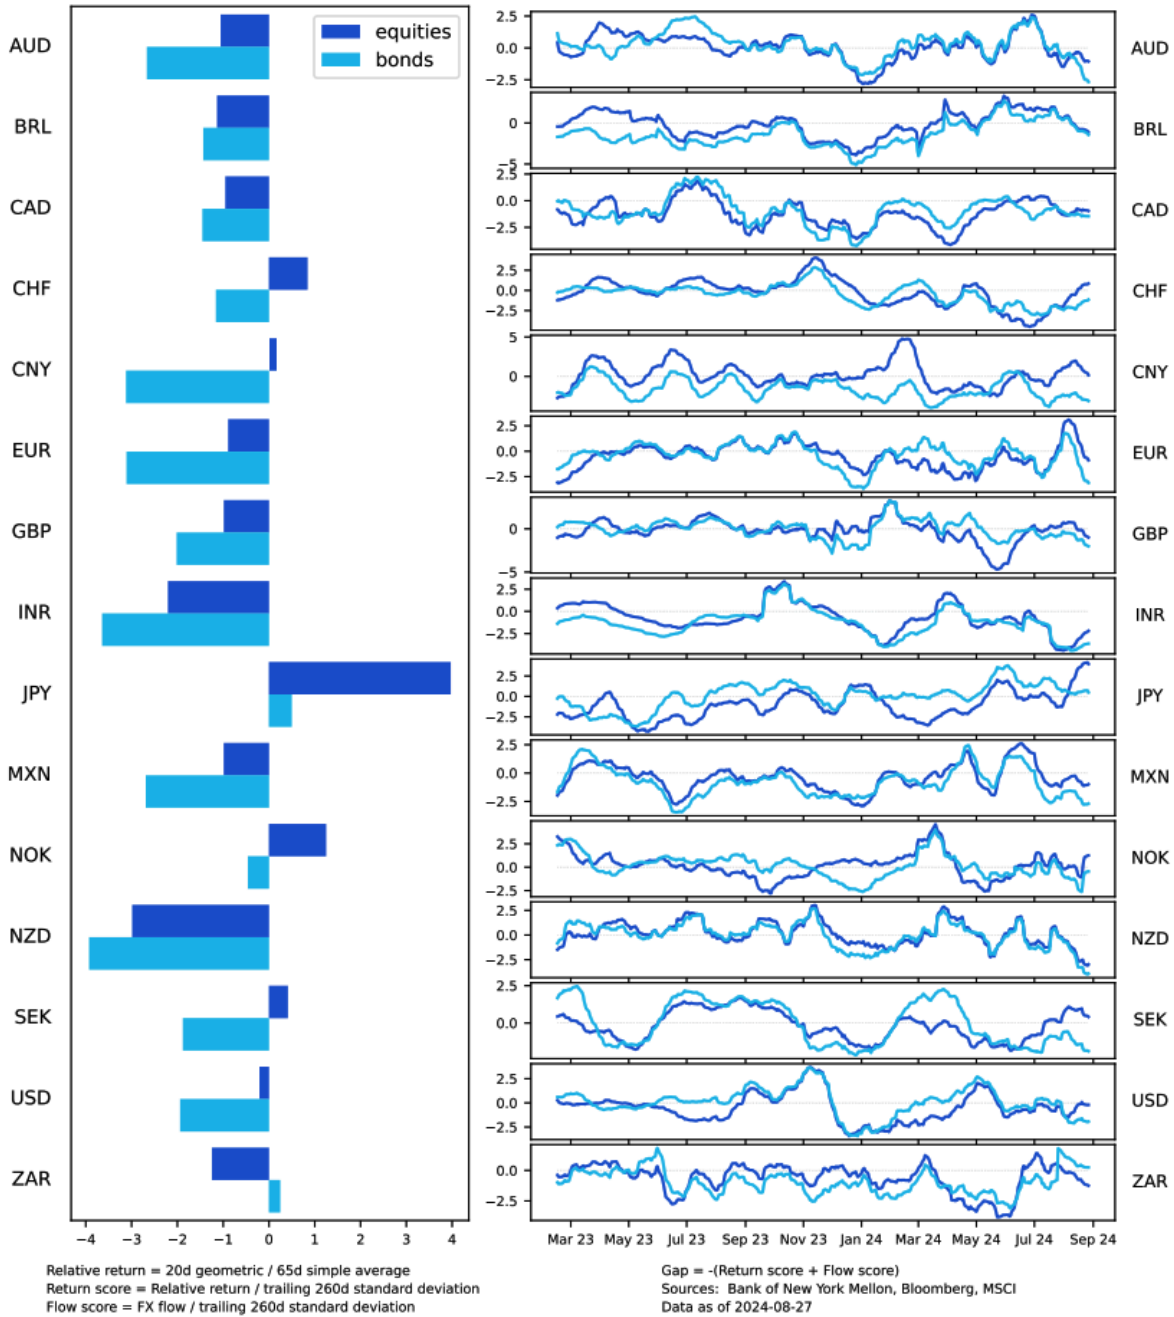 equities
bonds
AUD
BRL
CAD
CHF
CNY
EUR
GBP
INR
JPY
MXN
NOK
NZD
SEK
USD
ZAR
−4 −3 −2 −1 0 1 2 3 4
2.5
0.0
−2.5
AUD
0
−5
BRL
2.5
0.0
−2.5
CAD
2.5
0.0
−2.5
CHF
5
0
CNY
2.5
0.0
−2.5
EUR
0
−5
GBP
2.5
0.0
−2.5
INR
2.5
0.0
−2.5
JPY
2.5
0.0
−2.5
MXN
2.5
0.0
−2.5
NOK
2.5
0.0
−2.5
NZD
2.5
0.0
SEK
2.5
0.0
−2.5
USD
0.0
−2.5
ZAR
Mar 23 May 23 Jul 23 Sep 23 Nov 23 Jan 24 Mar 24 May 24 Jul 24 Sep 24
Relative return = 20d geometric / 65d simple average
Return score = Relative return / trailing 260d standard deviation
Flow score = FX flow / trailing 260d standard deviation
Gap = -(Return score + Flow score)
Sources: Bank of New York Mellon, Bloomberg, MSCI
Data as of 2024-08-27